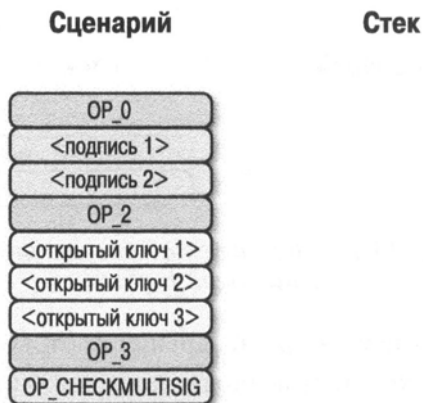 Сценарий Стек
OP_0
<подпись 1>
<подпись 2>
OP_2
<открытый ключ 1>
<открытый ключ 2>
<открытый ключ 3>
OP_3
OP_CHECKMULTISIG